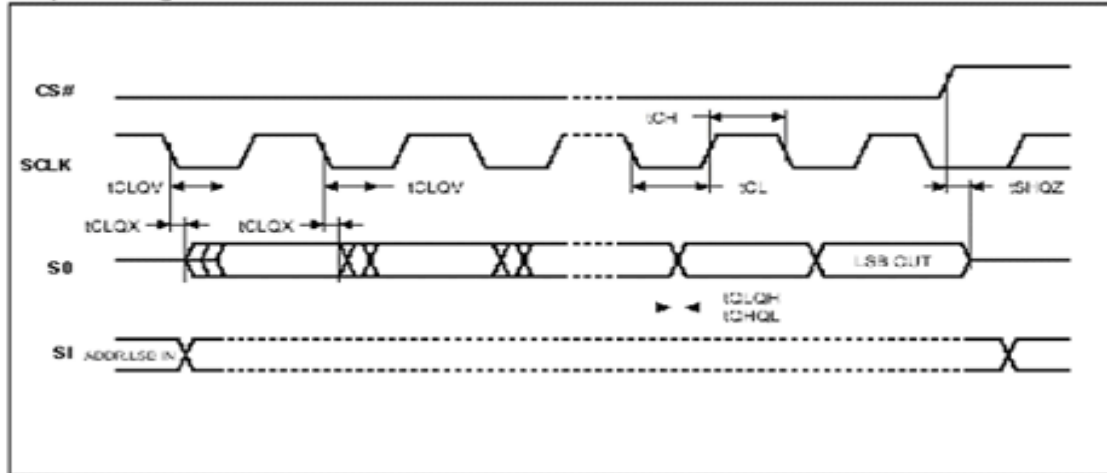 CS#
tCH
SCLK
tCLQV
tCLQV
tCL
tSHQZ
tCLQX
tCLQX
SO
LSB OUT
tQLQH
tQHQL
SI
ADDR.LSB IN